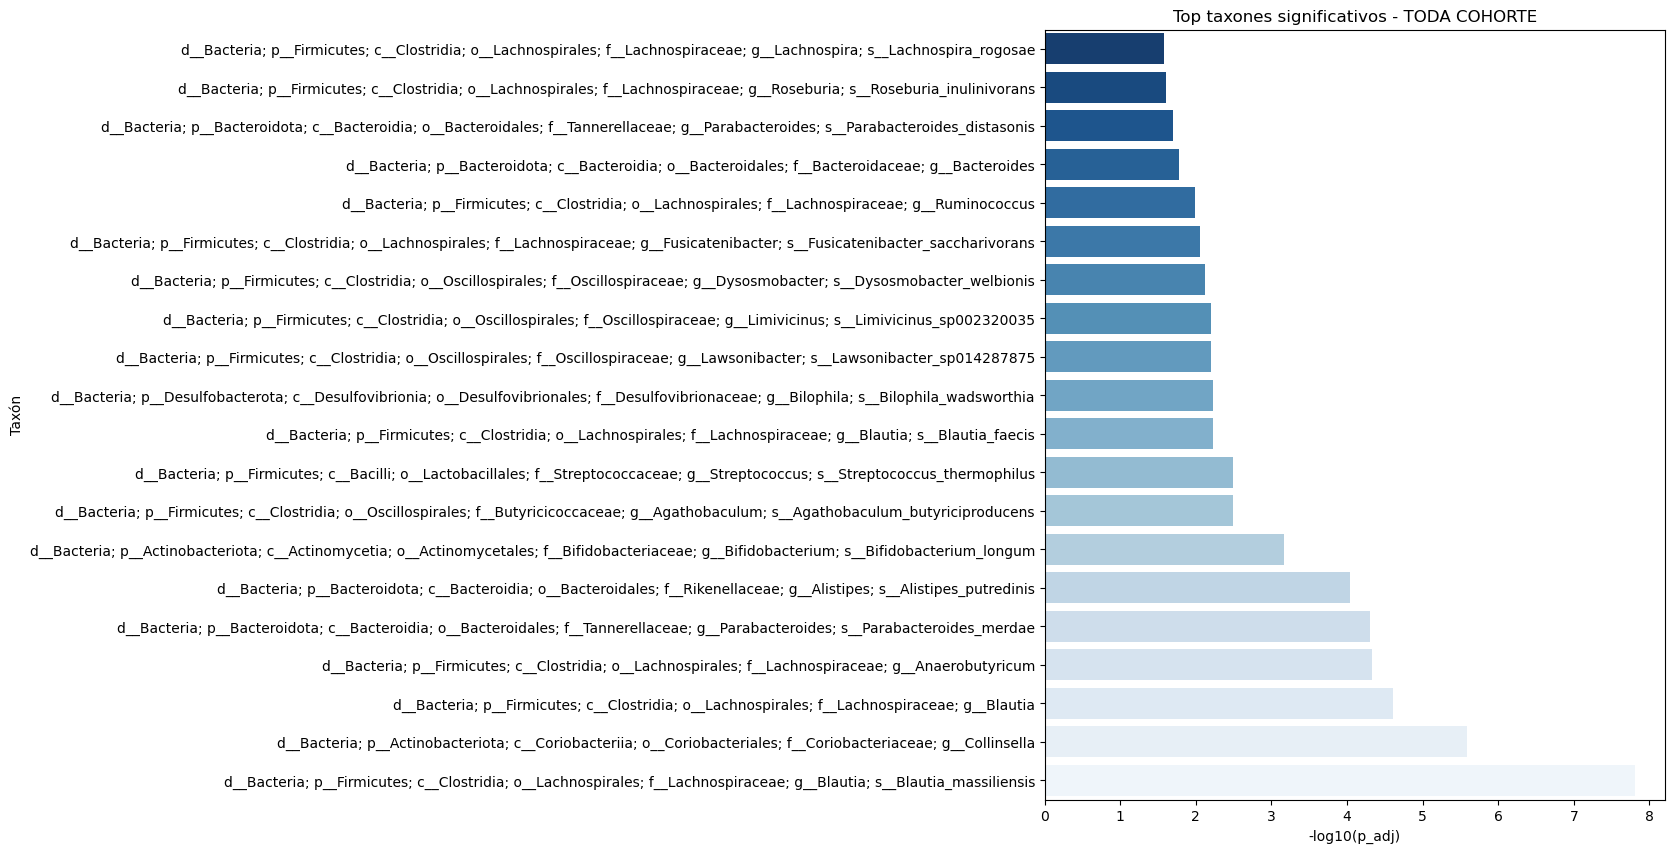 Top taxones significativos - TODA COHORTE
d__Bacteria; p__Firmicutes; c__Clostridia; o__Lachnospirales; f__Lachnospiraceae; g__Lachnospira; s__Lachnospira_rogosae
d__Bacteria; p__Firmicutes; c__Clostridia; o__Lachnospirales; f__Lachnospiraceae; g__Roseburia; s__Roseburia_inulinivorans
d__Bacteria; p__Bacteroidota; c__Bacteroidia; o__Bacteroidales; f__Tannerellaceae; g__Parabacteroides; s__Parabacteroides_distasonis
d__Bacteria; p__Bacteroidota; c__Bacteroidia; o__Bacteroidales; f__Bacteroidaceae; g__Bacteroides
d__Bacteria; p__Firmicutes; c__Clostridia; o__Lachnospirales; f__Lachnospiraceae; g__Ruminococcus
d__Bacteria; p__Firmicutes; c__Clostridia; o__Lachnospirales; f__Lachnospiraceae; g__Fusicatenibacter; s__Fusicatenibacter_saccharivorans
d__Bacteria; p__Firmicutes; c__Clostridia; o__Oscillospirales; f__Oscillospiraceae; g__Dysosmobacter; s__Dysosmobacter_welbionis
d__Bacteria; p__Firmicutes; c__Clostridia; o__Oscillospirales; f__Oscillospiraceae; g__Limivicinus; s__Limivicinus_sp002320035
d__Bacteria; p__Firmicutes; c__Clostridia; o__Oscillospirales; f__Oscillospiraceae; g__Lawsonibacter; s__Lawsonibacter_sp014287875
d__Bacteria; p__Desulfobacterota; c__Desulfovibrionia; o__Desulfovibrionales; f__Desulfovibrionaceae; g__Bilophila; s__Bilophila_wadsworthia
d__Bacteria; p__Firmicutes; c__Clostridia; o__Lachnospirales; f__Lachnospiraceae; g__Blautia; s__Blautia_faecis
d__Bacteria; p__Firmicutes; c__Bacilli; o__Lactobacillales; f__Streptococcaceae; g__Streptococcus; s__Streptococcus_thermophilus
d__Bacteria; p__Firmicutes; c__Clostridia; o__Oscillospirales; f__Butyricicoccaceae; g__Agathobaculum; s__Agathobaculum_butyriciproducens
d__Bacteria; p__Actinobacteriota; c__Actinomycetia; o__Actinomycetales; f__Bifidobacteriaceae; g__Bifidobacterium; s__Bifidobacterium_longum
d__Bacteria; p__Bacteroidota; c__Bacteroidia; o__Bacteroidales; f__Rikenellaceae; g__Alistipes; s__Alistipes_putredinis
d__Bacteria; p__Bacteroidota; c__Bacteroidia; o__Bacteroidales; f__Tannerellaceae; g__Parabacteroides; s__Parabacteroides_merdae
d__Bacteria; p__Firmicutes; c__Clostridia; o__Lachnospirales; f__Lachnospiraceae; g__Anaerobutyricum
d__Bacteria; p__Firmicutes; c__Clostridia; o__Lachnospirales; f__Lachnospiraceae; g__Blautia
d__Bacteria; p__Actinobacteriota; c__Coriobacteriia; o__Coriobacteriales; f__Coriobacteriaceae; g__Collinsella
d__Bacteria; p__Firmicutes; c__Clostridia; o__Lachnospirales; f__Lachnospiraceae; g__Blautia; s__Blautia_massiliensis
Taxón
0 1 2 3 4 5 6 7 8
-log10(p_adj)